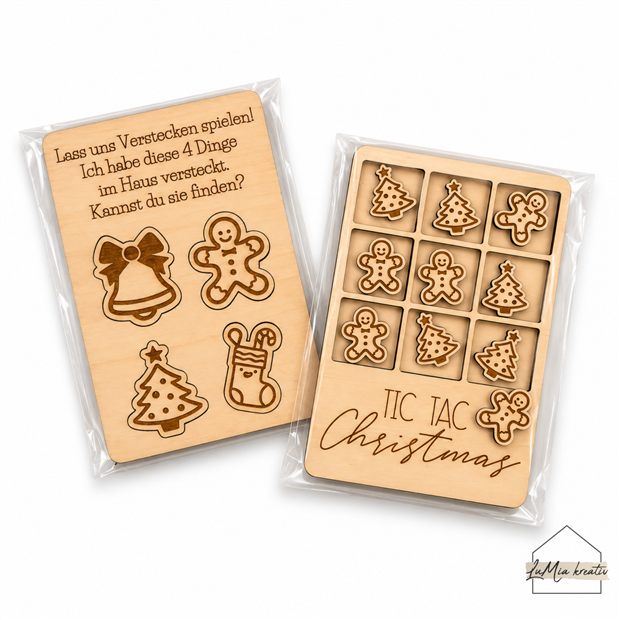 Lass uns Verstecken spielen!
Ich habe diese 4 Dinge
im Haus versteckt.
Kannst du sie finden?
TIC TAC
Christmas
LuMia kreativ